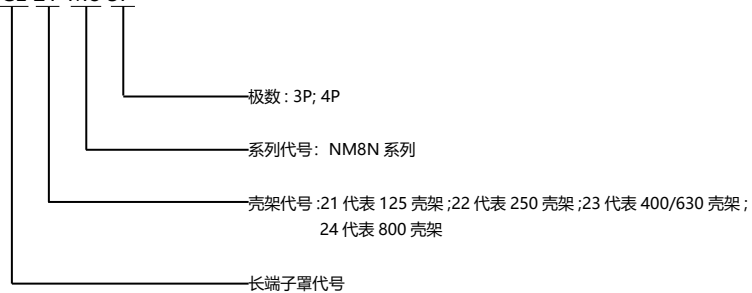 极数 : 3P; 4P
系列代号：NM8N 系列
壳架代号 :21 代表 125 壳架 ;22 代表 250 壳架 ;23 代表 400/630 壳架 ;
24 代表 800 壳架
长端子罩代号